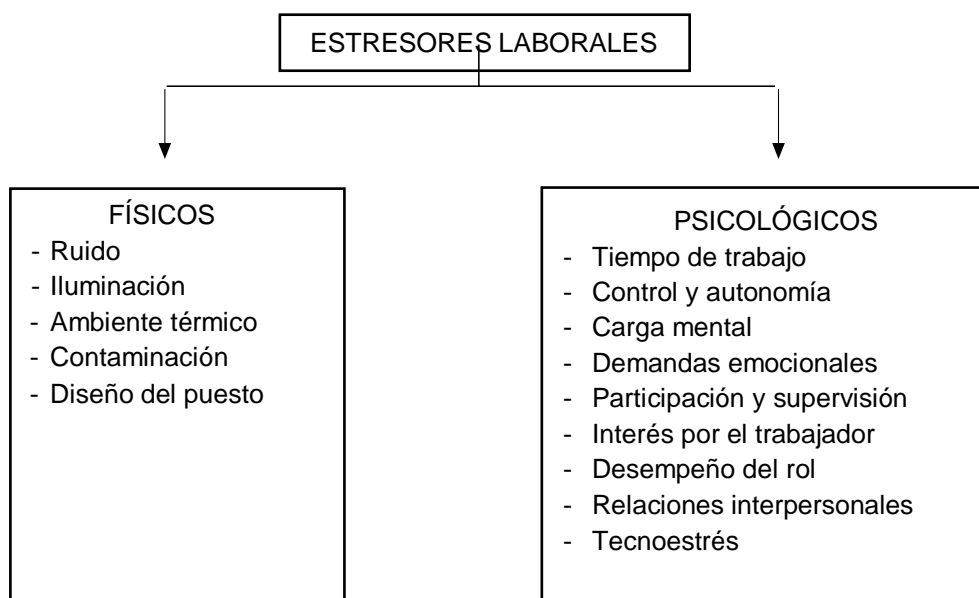 ESTRESORES LABORALES
FÍSICOS
- Ruido
- Iluminación
- Ambiente térmico
- Contaminación
- Diseño del puesto
PSICOLÓGICOS
- Tiempo de trabajo
- Control y autonomía
- Carga mental
- Demandas emocionales
- Participación y supervisión
- Interés por el trabajador
- Desempeño del rol
- Relaciones interpersonales
- Tecnoestrés